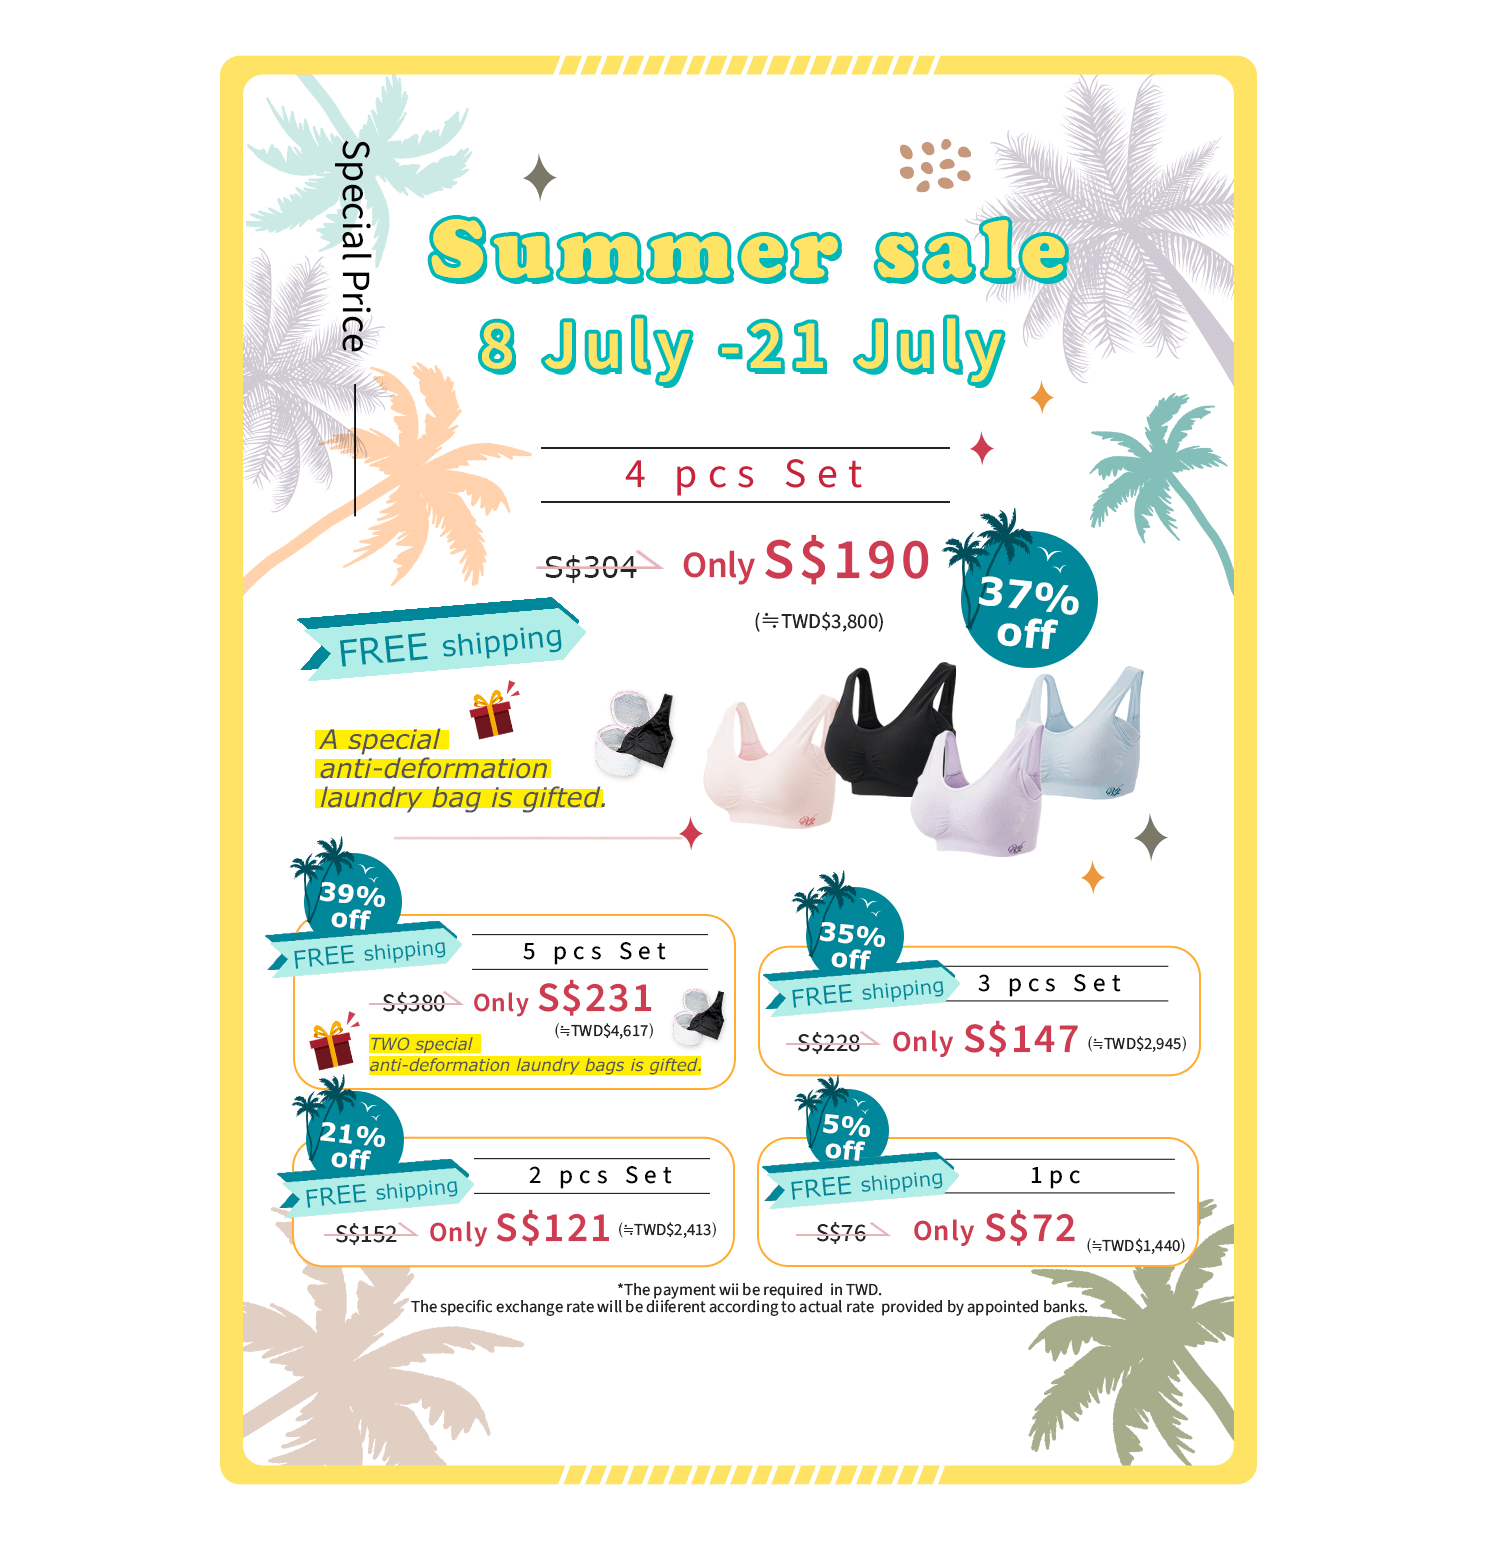 Special Price
Summer sale
8 July -21 July
4 pcs Set
S$304 Only S$190
(≒TWD$3,800)
37%
off
FREE shipping
A special
anti-deformation
laundry bag is gifted.
39%
off
FREE shipping
5 pcs Set
S$380 Only S$231
(≒TWD$4,617)
TWO special
anti-deformation laundry bags is gifted.
35%
off
FREE shipping
3 pcs Set
S$228 Only S$147 (≒TWD$2,945)
21%
off
FREE shipping
2 pcs Set
S$152 Only S$121 (≒TWD$2,413)
5%
off
FREE shipping
1pc
S$76 Only S$72
(≒TWD$1,440)
*The payment wii be required in TWD.
The specific exchange rate will be diiferent according to actual rate provided by appointed banks.